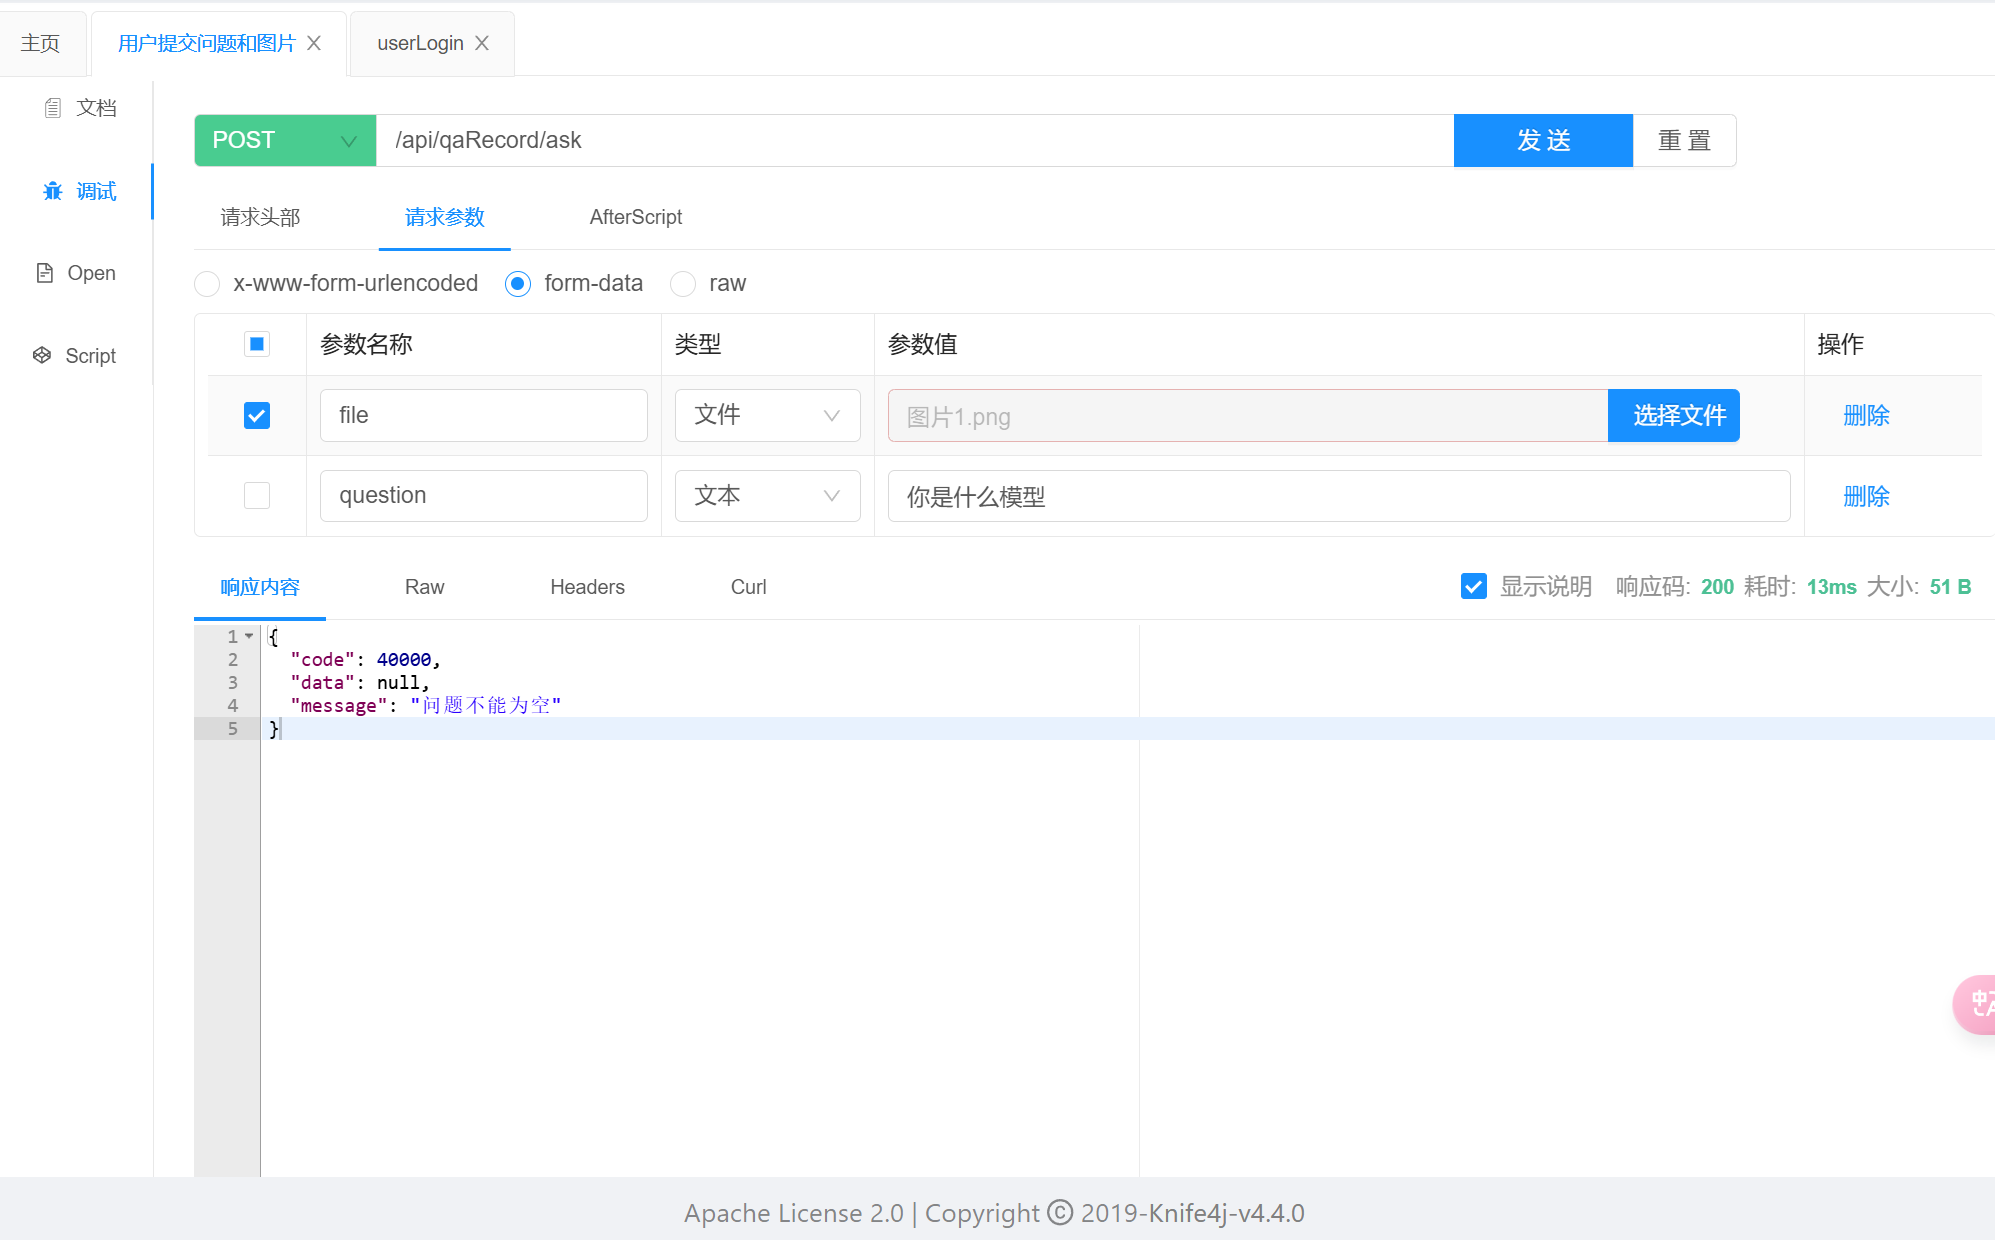 主页
用户提交问题和图片
userLogin
文档
调试
Open
Script
POST
/api/qaRecord/ask
发 送
重 置
请求头部
请求参数
AfterScript
x-www-form-urlencoded
form-data
raw
参数名称
类型
参数值
操作
file
文件
图片1.png
选择文件
删除
question
文本
你是什么模型
删除
响应内容
Raw
Headers
Curl
显示说明
响应码: 200
耗时: 13ms
大小: 51 B
1 {
2 "code": 40000,
3 "data": null,
4 "message": "问题不能为空"
5 }
中
Apache License 2.0 | Copyright © 2019-Knife4j-v4.4.0